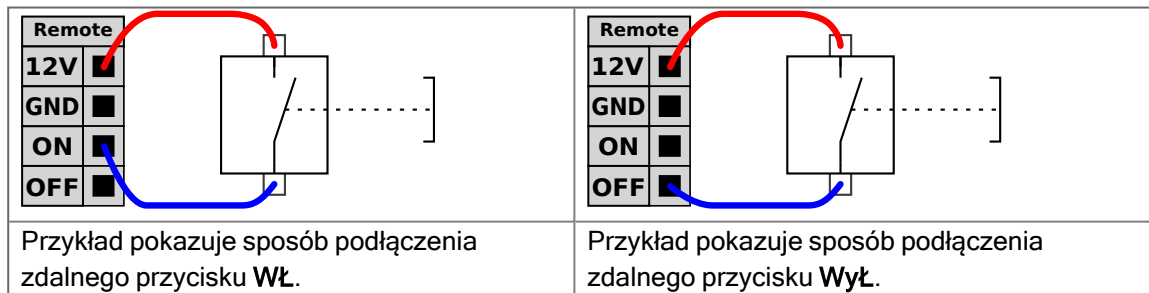 Remote
12V
GND
ON
OFF
Przykład pokazuje sposób podłączenia
zdalnego przycisku WŁ.
Remote
12V
GND
ON
OFF
Przykład pokazuje sposób podłączenia
zdalnego przycisku WyŁ.